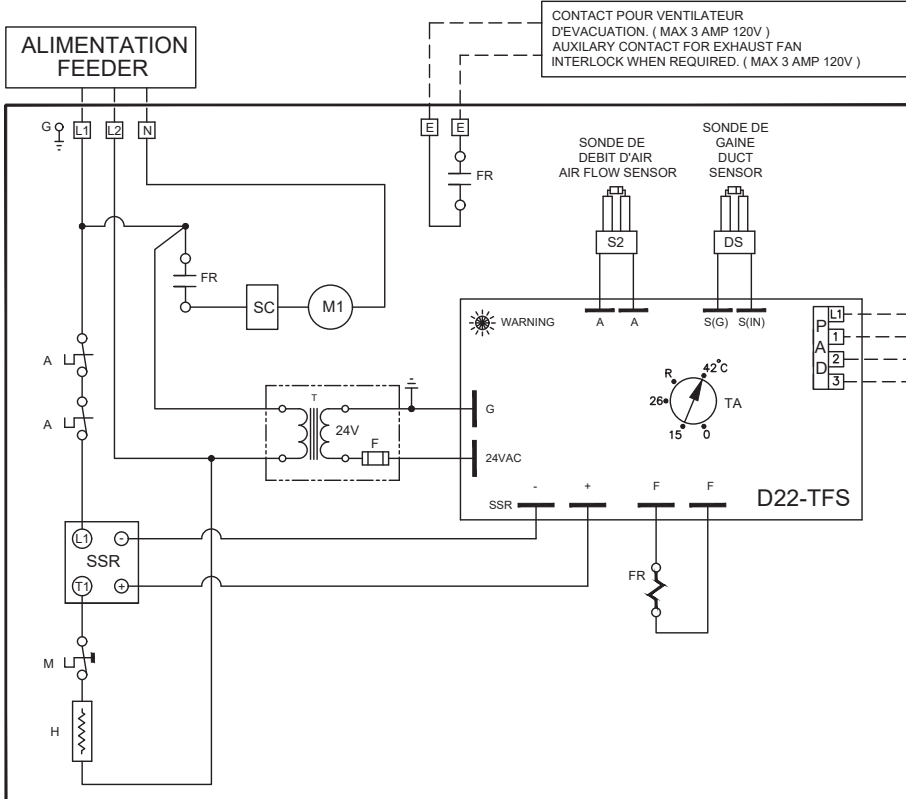 CONTACT POUR VENTILATEUR
D'EVACUATION. ( MAX 3 AMP 120V )
AUXILARY CONTACT FOR EXHAUST FAN
INTERLOCK WHEN REQUIRED. ( MAX 3 AMP 120V )
ALIMENTATION
FEEDER
G
L1
L2
N
E
E
FR
SONDE DE
DEBIT D'AIR
AIR FLOW SENSOR
S2
SONDE DE
GAINE
DUCT
SENSOR
DS
FR
SC
M1
WARNING
A
A
S(G)
S(IN)
PAD
L1
1
2
3
42°C
R
26
15
0
TA
A
A
T
24V
F
G
24VAC
SSR
-
+
F
F
D22-TFS
L1
-
SSR
T1
+
FR
M
H